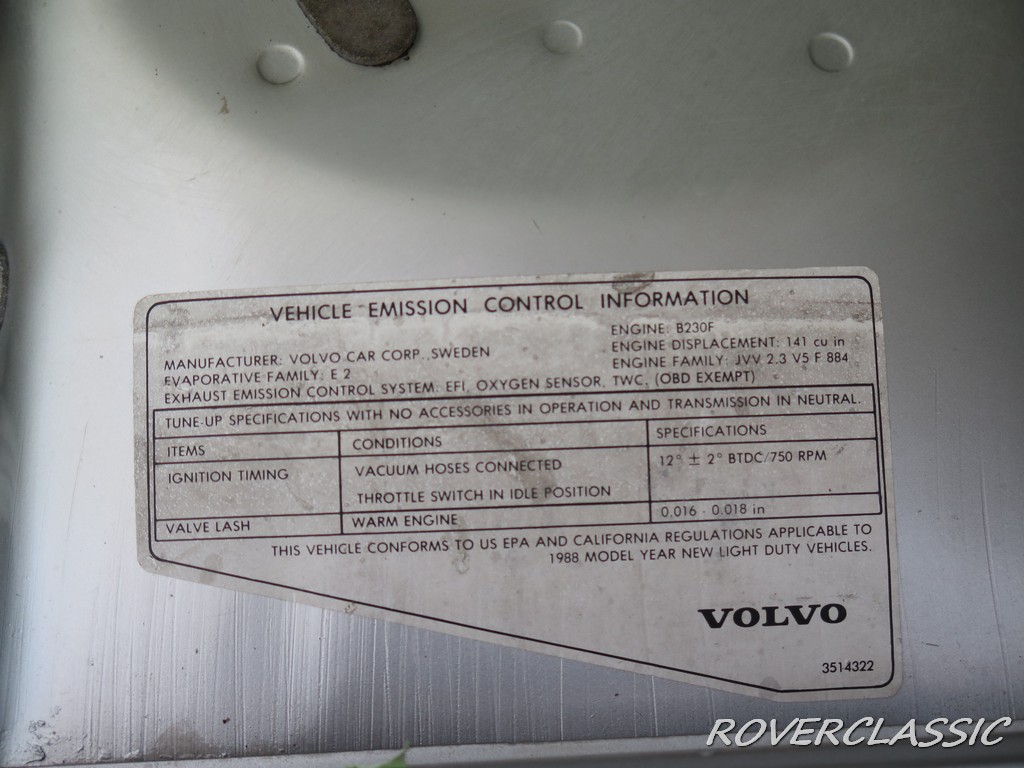 VEHICLE EMISSION CONTROL INFORMATION
MANUFACTURER: VOLVO CAR CORP., SWEDEN
EVAPORATIVE FAMILY: E 2
ENGINE: B230F
ENGINE DISPLACEMENT: 141 cu in
ENGINE FAMILY: JVV 2.3 V5 F 884
EXHAUST EMISSION CONTROL SYSTEM: EFI, OXYGEN SENSOR, TWC, (OBD EXEMPT)
TUNE-UP SPECIFICATIONS WITH NO ACCESSORIES IN OPERATION AND TRANSMISSION IN NEUTRAL.
ITEMS CONDITIONS SPECIFICATIONS
IGNITION TIMING VACUUM HOSES CONNECTED 12° ± 2° BTDC/750 RPM
THROTTLE SWITCH IN IDLE POSITION
VALVE LASH WARM ENGINE 0.016 - 0.018 in
THIS VEHICLE CONFORMS TO US EPA AND CALIFORNIA REGULATIONS APPLICABLE TO
1988 MODEL YEAR NEW LIGHT DUTY VEHICLES.
VOLVO
3514322
ROVERCLASSIC